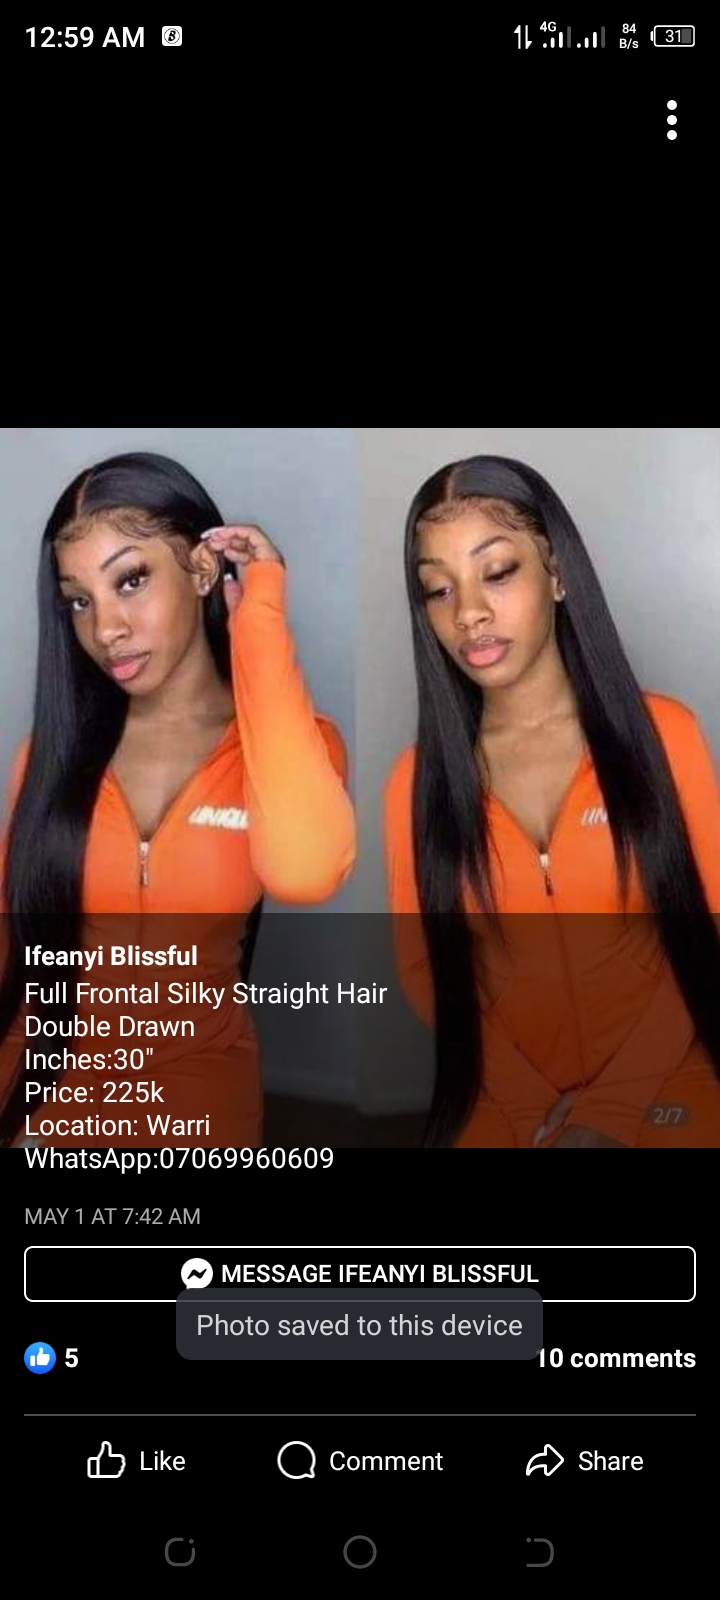 12:59 AM
4G
84
B/s
31
UNIQU
UN
Ifeanyi Blissful
Full Frontal Silky Straight Hair
Double Drawn
Inches:30"
Price: 225k
Location: Warri
2/7
WhatsApp:07069960609
MAY 1 AT 7:42 AM
MESSAGE IFEANYI BLISSFUL
Photo saved to this device
5
10 comments
Like
Comment
Share